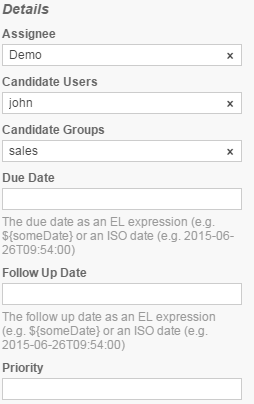 Details
Assignee
Demo ×
Candidate Users
john ×
Candidate Groups
sales ×
Due Date
The due date as an EL expression (e.g.
${someDate} or an ISO date (e.g. 2015-06-
26T09:54:00)
Follow Up Date
The follow up date as an EL expression
(e.g. ${someDate} or an ISO date (e.g.
2015-06-26T09:54:00)
Priority